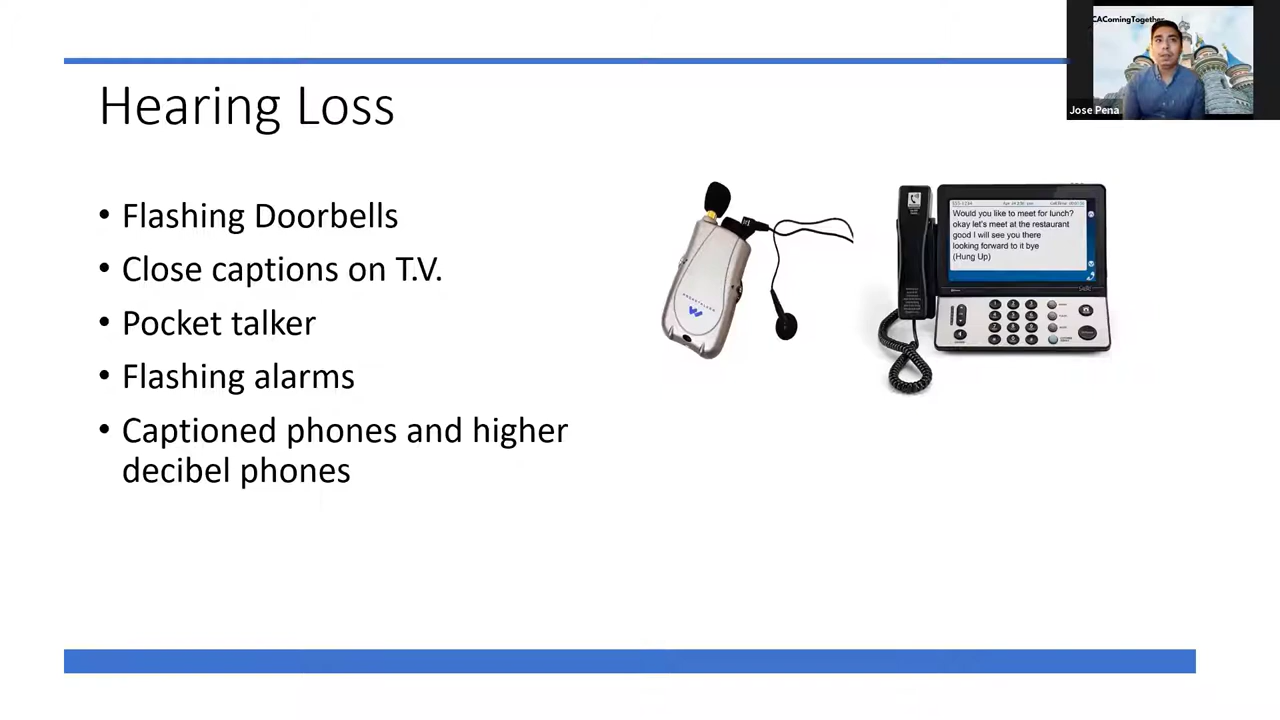 CAComingTogether
Jose Pena
Hearing Loss
• Flashing Doorbells
• Close captions on T.V.
• Pocket talker
• Flashing alarms
• Captioned phones and higher
decibel phones
POCKETALKER
Would you like to meet for lunch?
okay let's meet at the restaurant
good I will see you there
looking forward to it bye
(Hung Up)